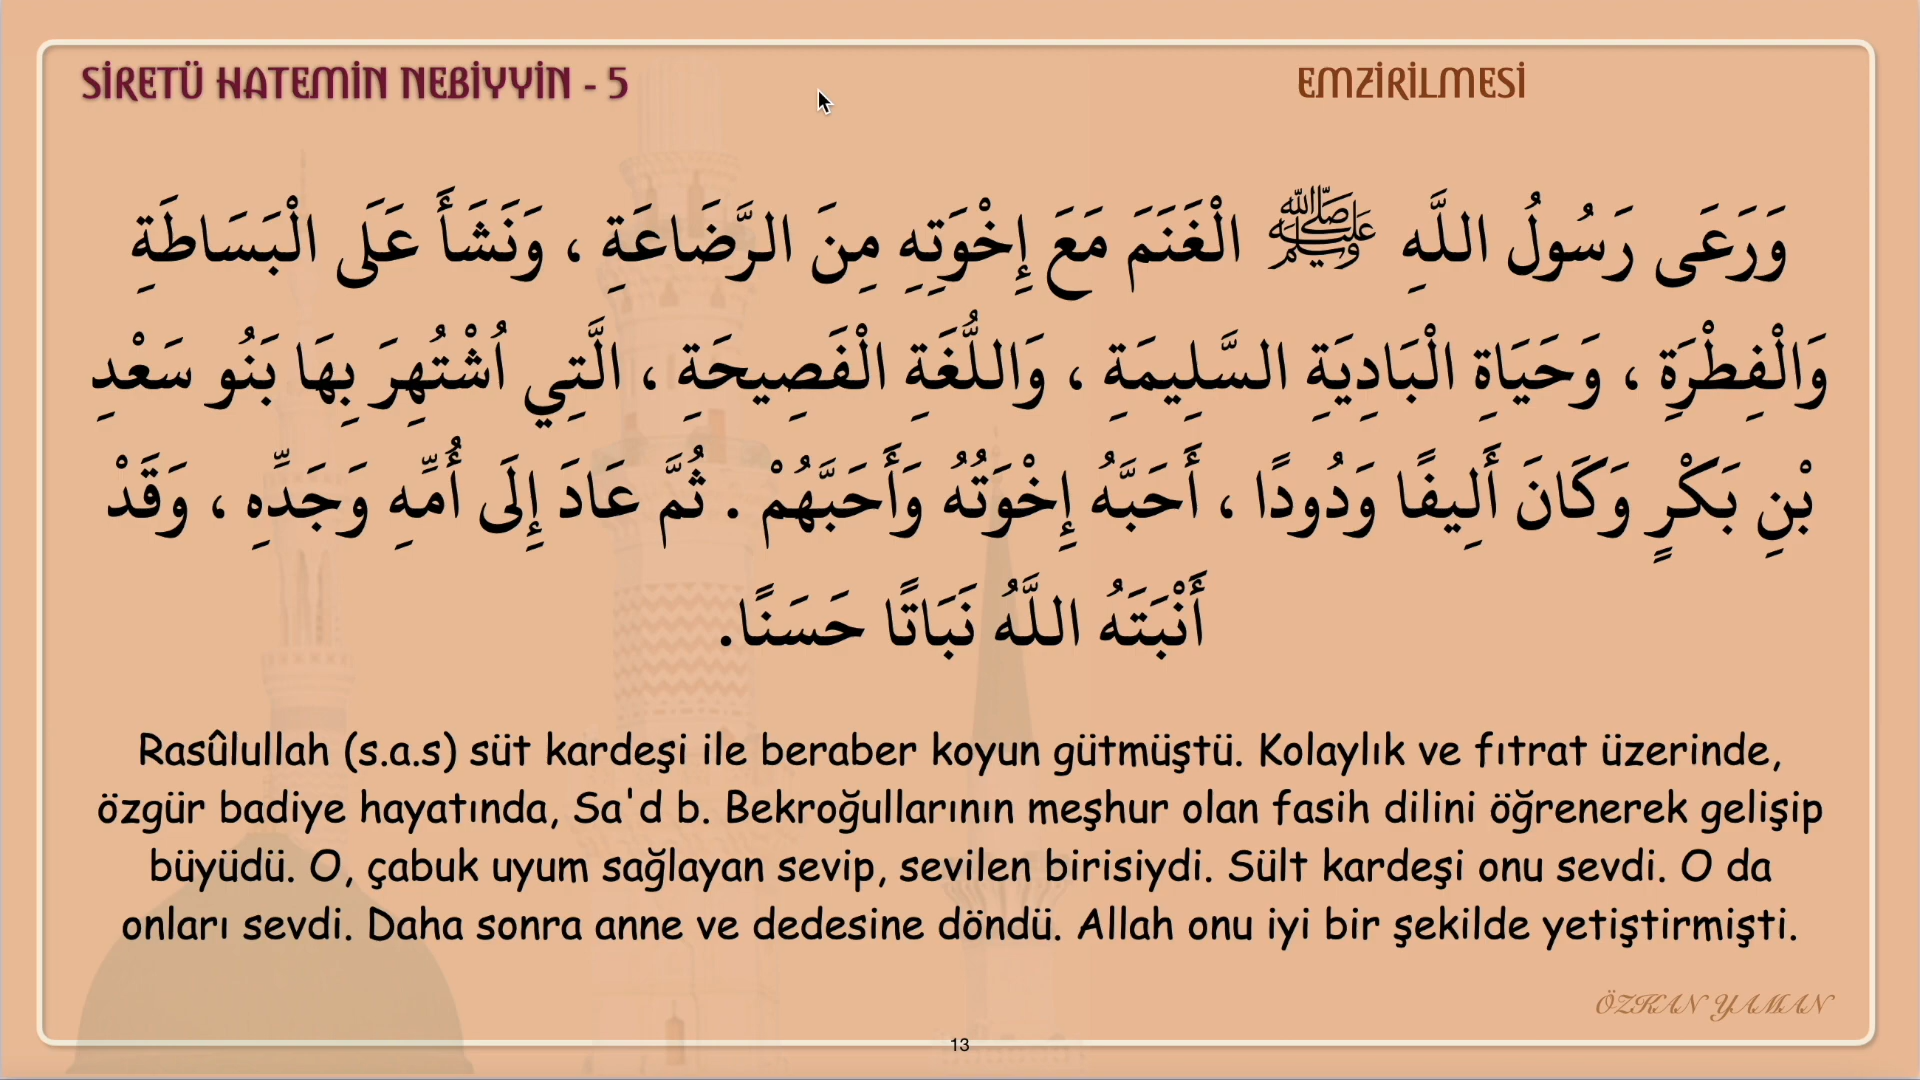 SİRETÜ HATEMİN NEBİYYİN - 5
EMZİRİLMESİ
وَرَعَى رَسُولُ اللَّهِ ﷺ الْغَنَمَ مَعَ إِخْوَتِهِ مِنَ الرَّضَاعَةِ ، وَنَشَأَ عَلَى الْبَسَاطَةِ
وَالْفِطْرَةِ ، وَحَيَاةِ الْبَادِيَةِ السَّلِيمَةِ ، وَاللُّغَةِ الْفَصِيحَةِ ، الَّتِي اُشْتُهِرَ بِهَا بَنُو سَعْدِ
بْنِ بَكْرٍ وَكَانَ أَلِيفًا وَدُودًا ، أَحَبَّهُ إِخْوَتُهُ وَأَحَبَّهُمْ . ثُمَّ عَادَ إِلَى أُمِّهِ وَجَدِّهِ ، وَقَدْ
أَنْبَتَهُ اللَّهُ نَبَاتًا حَسَنًا.
Rasûlullah (s.a.s) süt kardeşi ile beraber koyun gütmüştü. Kolaylık ve fıtrat üzerinde,
özgür badiye hayatında, Sa'd b. Bekroğullarının meşhur olan fasih dilini öğrenerek gelişip
büyüdü. O, çabuk uyum sağlayan sevip, sevilen birisiydi. Sült kardeşi onu sevdi. O da
onları sevdi. Daha sonra anne ve dedesine döndü. Allah onu iyi bir şekilde yetiştirmişti.
ÖZKAN YAMAN
13